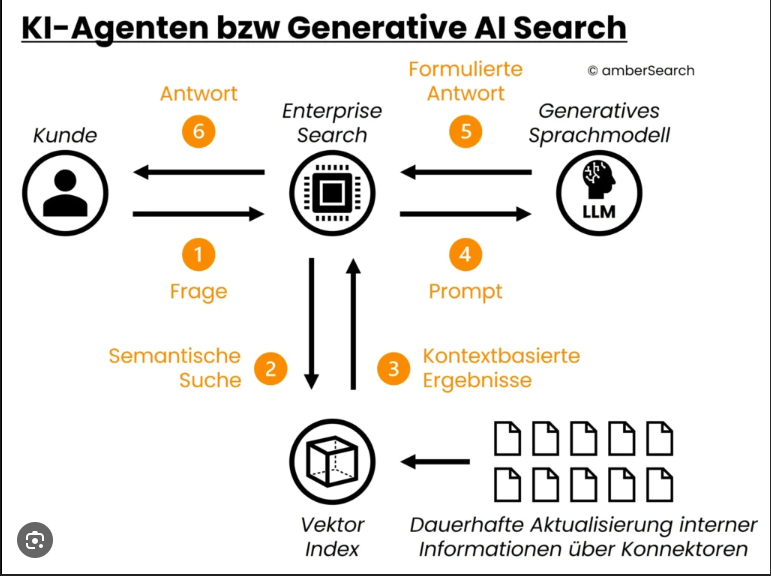 KI-Agenten bzw Generative AI Search
© amberSearch
Kunde
Antwort
6
Enterprise
Search
Formulierte
Antwort
5
Generatives
Sprachmodell
LLM
1
Frage
4
Prompt
Semantische
Suche
2
3
Kontextbasierte
Ergebnisse
Vektor
Index
Dauerhafte Aktualisierung interner
Informationen über Konnektoren